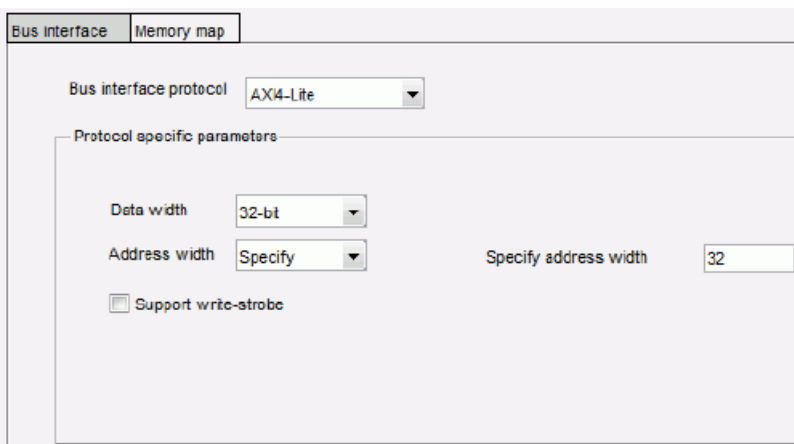 Bus interface Memory map
Bus interface protocol AXI4-Lite
Protocol specific parameters
Data width 32-bit
Address width Specify Specify address width 32
Support write-strobe